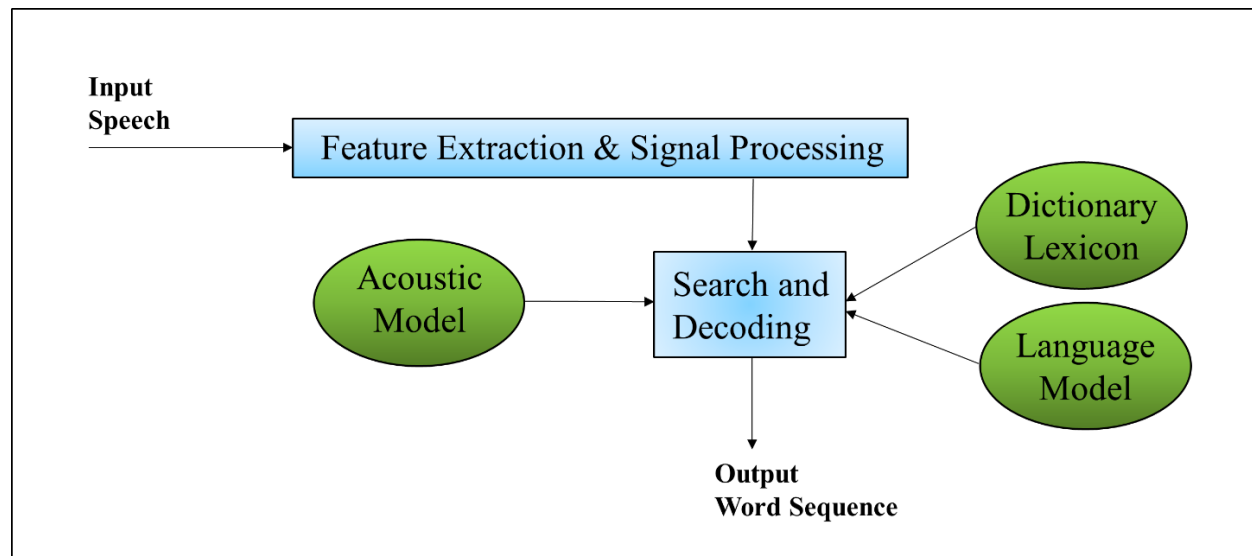 Input
Speech
Feature Extraction & Signal Processing
Dictionary
Lexicon
Acoustic
Model
Search and
Decoding
Language
Model
Output
Word Sequence